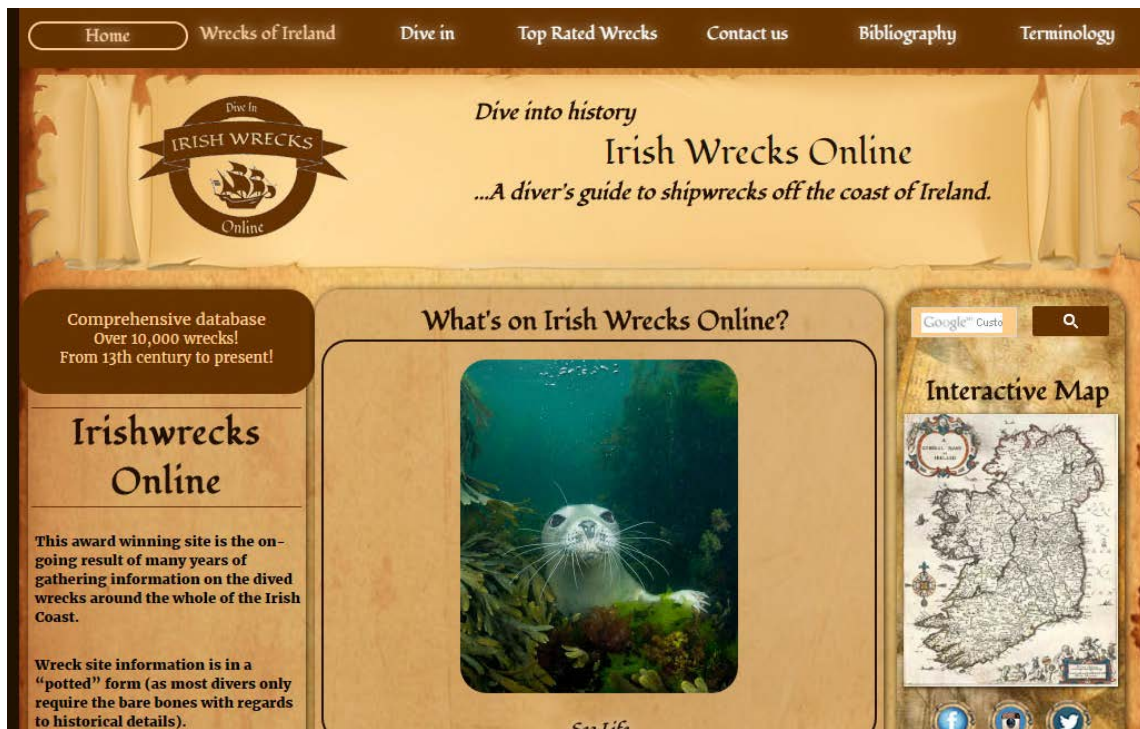 Home
Wrecks of Ireland
Dive in
Top Rated Wrecks
Contact us
Bibliography
Terminology
Dive In
IRISH WRECKS
Online
Dive into history
Irish Wrecks Online
...A diver's guide to shipwrecks off the coast of Ireland.
Comprehensive database
Over 10,000 wrecks!
From 13th century to present!
Irishwrecks
Online
This award winning site is the on-
going result of many years of
gathering information on the dived
wrecks around the whole of the Irish
Coast.
Wreck site information is in a
“potted” form (as most divers only
require the bare bones with regards
to historical details).
What's on Irish Wrecks Online?
Sea Life
Google™ Custo
Interactive Map